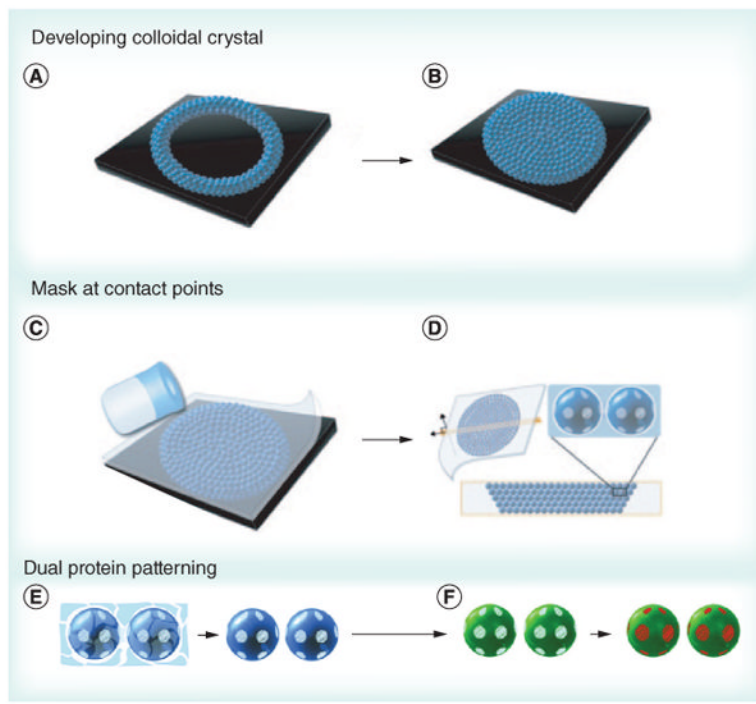 Developing colloidal crystal
A
B
Mask at contact points
C
D
Dual protein patterning
E
F